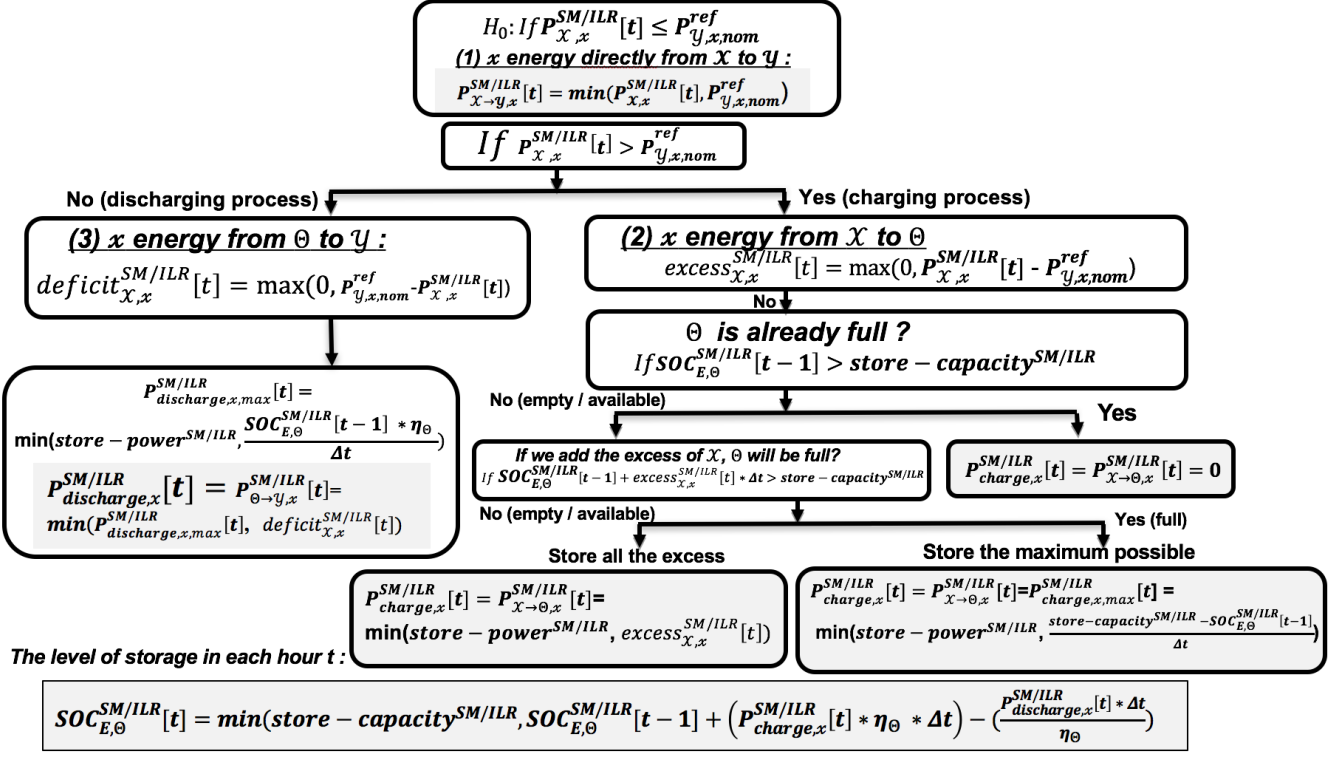 H₀: If P^{SM/ILR}_{𝒳,x}[t] ≤ P^{ref}_{𝒴,x,nom}
(1) x energy directly from 𝒳 to 𝒴 :
P^{SM/ILR}_{𝒳→𝒴,x}[t] = min(P^{SM/ILR}_{𝒳,x}[t], P^{ref}_{𝒴,x,nom})
If P^{SM/ILR}_{𝒳,x}[t] > P^{ref}_{𝒴,x,nom}
No (discharging process)
Yes (charging process)
(3) x energy from Θ to 𝒴 :
deficit^{SM/ILR}_{𝒳,x}[t] = max(0, P^{ref}_{𝒴,x,nom}-P^{SM/ILR}_{𝒳,x}[t])
(2) x energy from 𝒳 to Θ
excess^{SM/ILR}_{𝒳,x}[t] = max(0, P^{SM/ILR}_{𝒳,x}[t] - P^{ref}_{𝒴,x,nom})
No
Θ is already full ?
If SOC^{SM/ILR}_{E,Θ}[t − 1] > store − capacity^{SM/ILR}
P^{SM/ILR}_{discharge,x,max}[t] =
min(store − power^{SM/ILR}, \frac{SOC^{SM/ILR}_{E,Θ}[t − 1] * η_Θ}{Δt})
P^{SM/ILR}_{discharge,x}[t] = P^{SM/ILR}_{Θ→𝒴,x}[t]=
min(P^{SM/ILR}_{discharge,x,max}[t], deficit^{SM/ILR}_{𝒳,x}[t])
No (empty / available)
Yes
If we add the excess of 𝒳, Θ will be full?
If SOC^{SM/ILR}_{E,Θ}[t−1] + excess^{SM/ILR}_{𝒳,x}[t] * Δt > store−capacity^{SM/ILR}
P^{SM/ILR}_{charge,x}[t] = P^{SM/ILR}_{𝒳→Θ,x}[t] = 0
No (empty / available)
Yes (full)
Store all the excess
Store the maximum possible
P^{SM/ILR}_{charge,x}[t] = P^{SM/ILR}_{𝒳→Θ,x}[t]=
min(store − power^{SM/ILR}, excess^{SM/ILR}_{𝒳,x}[t])
P^{SM/ILR}_{charge,x}[t] = P^{SM/ILR}_{𝒳→Θ,x}[t]=P^{SM/ILR}_{charge,x,max}[t] =
min(store − power^{SM/ILR}, \frac{store−capacity^{SM/ILR} −SOC^{SM/ILR}_{E,Θ}[t−1]}{Δt})
The level of storage in each hour t :
SOC^{SM/ILR}_{E,Θ}[t] = min(store − capacity^{SM/ILR}, SOC^{SM/ILR}_{E,Θ}[t − 1] + (P^{SM/ILR}_{charge,x}[t] * η_Θ * Δt) − (\frac{P^{SM/ILR}_{discharge,x}[t] * Δt}{η_Θ})